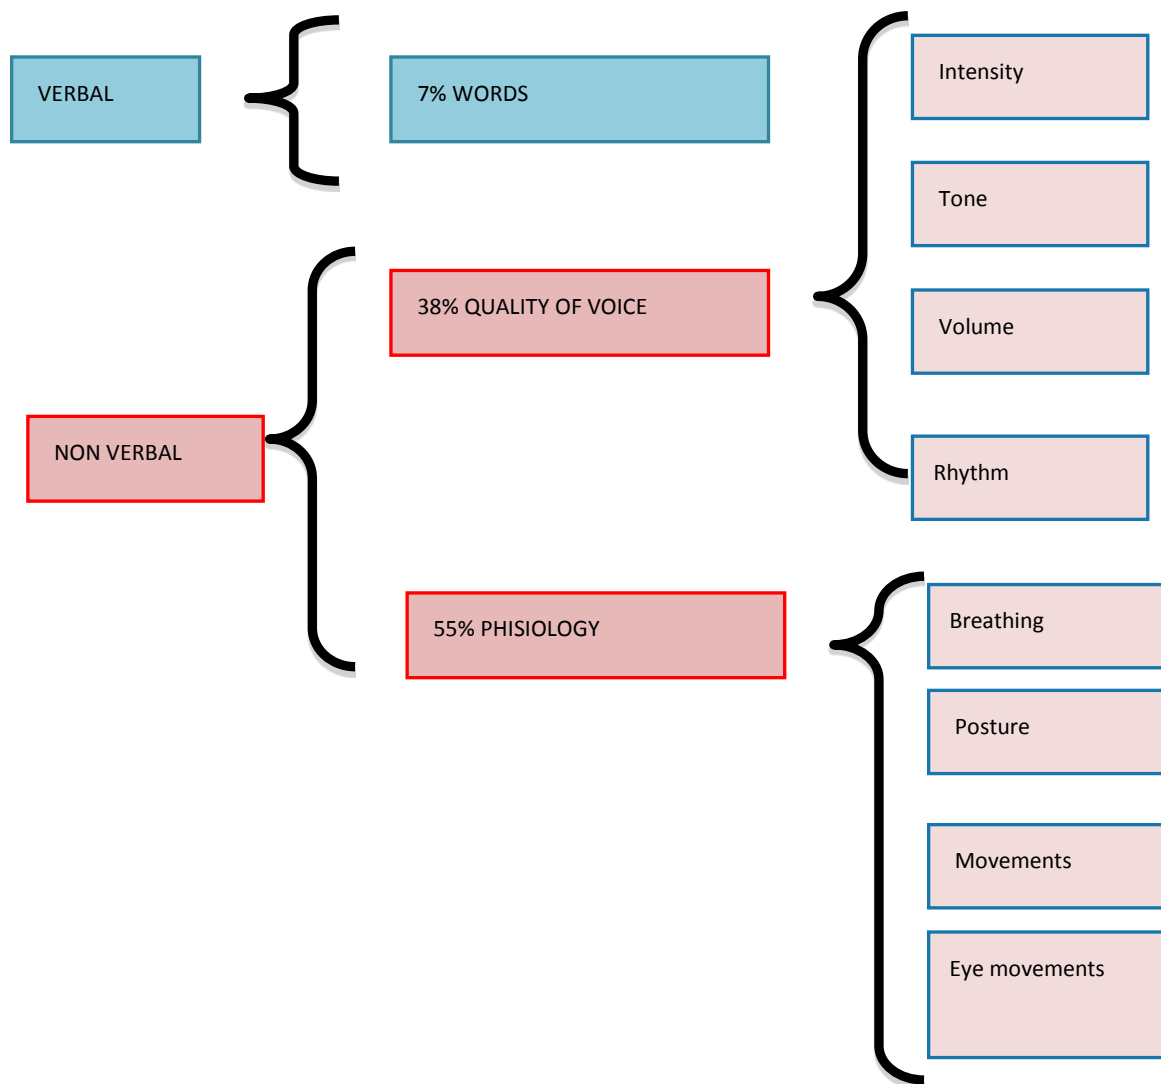 VERBAL
7% WORDS
NON VERBAL
38% QUALITY OF VOICE
Intensity
Tone
Volume
Rhythm
55% PHISIOLOGY
Breathing
Posture
Movements
Eye movements